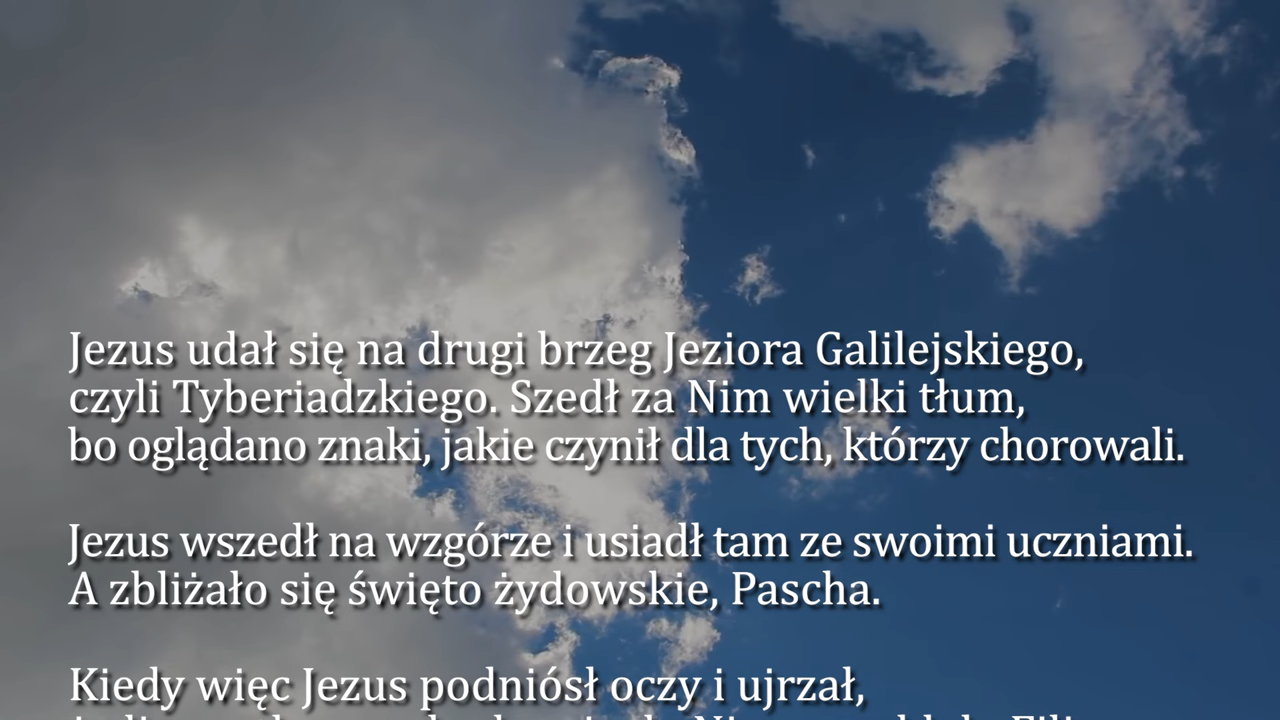 Jezus udał się na drugi brzeg Jeziora Galilejskiego,
czyli Tyberiadzkiego. Szedł za Nim wielki tłum,
bo oglądano znaki, jakie czynił dla tych, którzy chorowali.
Jezus wszedł na wzgórze i usiadł tam ze swoimi uczniami.
A zbliżało się święto żydowskie, Pascha.
Kiedy więc Jezus podniósł oczy i ujrzał,